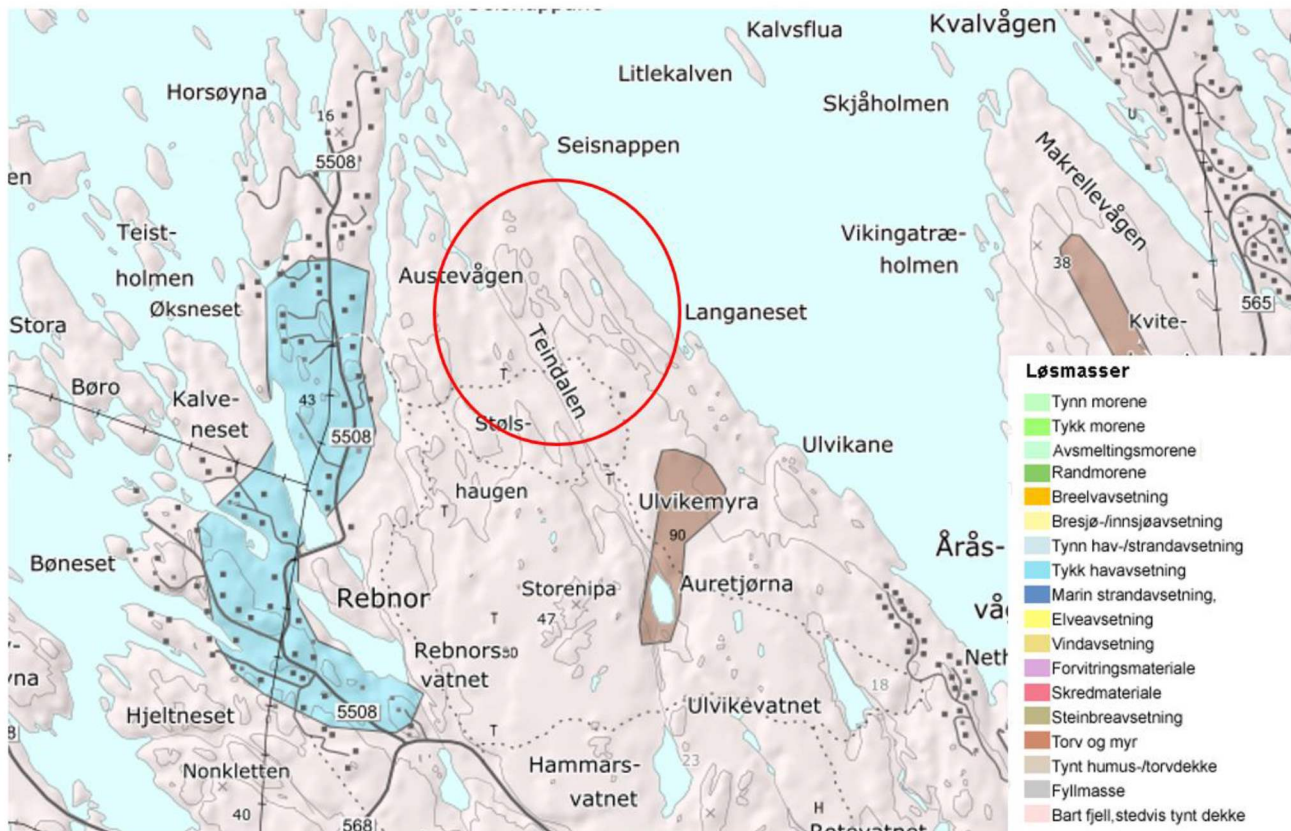 Kalvsflua
Kvalvågen
Litlekalven
Horsøyna
Skjåholmen
16
U
5508
Seisnappen
Makrellevågen
Teist-
holmen
Vikingatræ-
holmen
Austevågen
38
Øksneset
Langaneset
565
Stora
Kvite-
Teindalen
T
Børo
43
Kalve-
neset
Støls-
haugen
5508
Ulvikane
T
T
Ulvikemyra
90
Årås-
våg
Bøneset
Rebnor
Storenipa
47
T
Auretjørna
Rebnors-
vatnet
Neth
18
Hjeltneset
5508
T
Ulvikevatnet
Nonkletten
Hammars-
vatnet
23
40
568
H
Løsmasser
Tynn morene
Tykk morene
Avsmeltingsmorene
Randmorene
Breelvavsetning
Bresjø-/innsjøavsetning
Tynn hav-/strandavsetning
Tykk havavsetning
Marin strandavsetning,
Elveavsetning
Vindavsetning
Forvitringsmateriale
Skredmateriale
Steinbreavsetning
Torv og myr
Tynt humus-/torvdekke
Fyllmasse
Bart fjell,stedvis tynt dekke